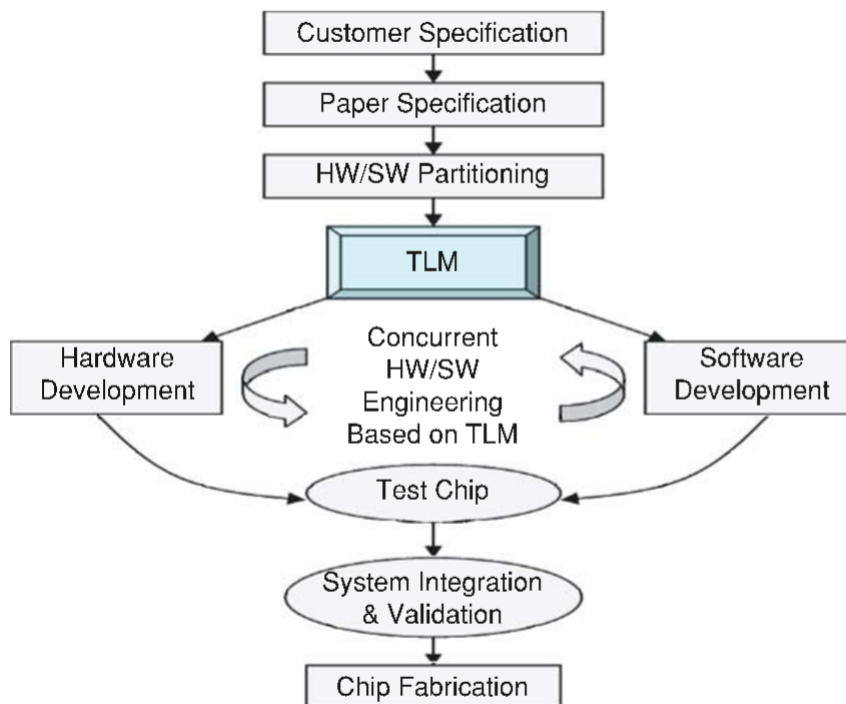 Customer Specification
Paper Specification
HW/SW Partitioning
TLM
Hardware
Development
Concurrent
HW/SW
Engineering
Based on TLM
Software
Development
Test Chip
System Integration
& Validation
Chip Fabrication